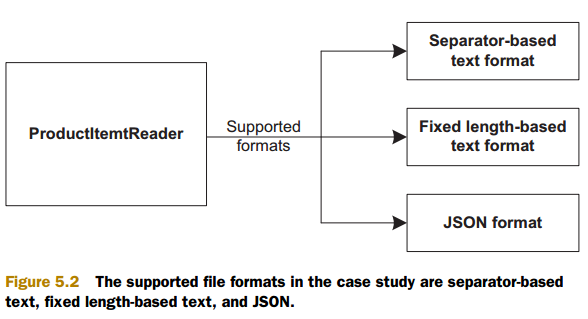 Separator-based
text format
ProductItemtReader
Supported
formats
Fixed length-based
text format
JSON format
Figure 5.2 The supported file formats in the case study are separator-based
text, fixed length-based text, and JSON.